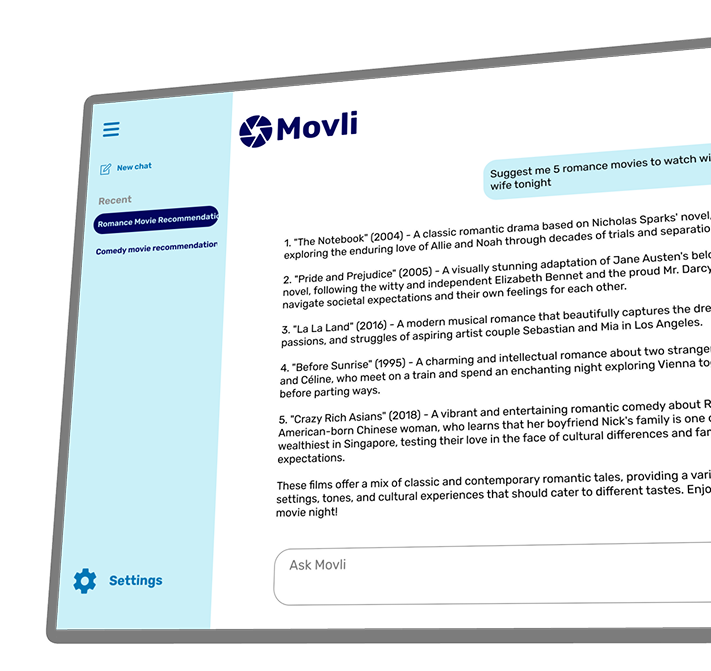 Movli
New chat
Recent
Romance Movie Recommendatio
Comedy movie recommendation
Settings
Suggest me 5 romance movies to watch
wife tonight
1. "The Notebook" (2004) - A classic romantic drama based on Nicholas Sparks' novel,
exploring the enduring love of Allie and Noah through decades of trials and separatio
2. "Pride and Prejudice" (2005) - A visually stunning adaptation of Jane Austen's belo
novel, following the witty and independent Elizabeth Bennet and the proud Mr. Darcy
navigate societal expectations and their own feelings for each other.
3. "La La Land" (2016) - A modern musical romance that beautifully captures the dre
passions, and struggles of aspiring artist couple Sebastian and Mia in Los Angeles.
4. "Before Sunrise" (1995) - A charming and intellectual romance about two stranger
and Céline, who meet on a train and spend an enchanting night exploring Vienna to
before parting ways.
5. "Crazy Rich Asians" (2018) - A vibrant and entertaining romantic comedy about R
American-born Chinese woman, who learns that her boyfriend Nick's family is one o
wealthiest in Singapore, testing their love in the face of cultural differences and fam
expectations.
These films offer a mix of classic and contemporary romantic tales, providing a vari
settings, tones, and cultural experiences that should cater to different tastes. Enjo
movie night!
Ask Movli